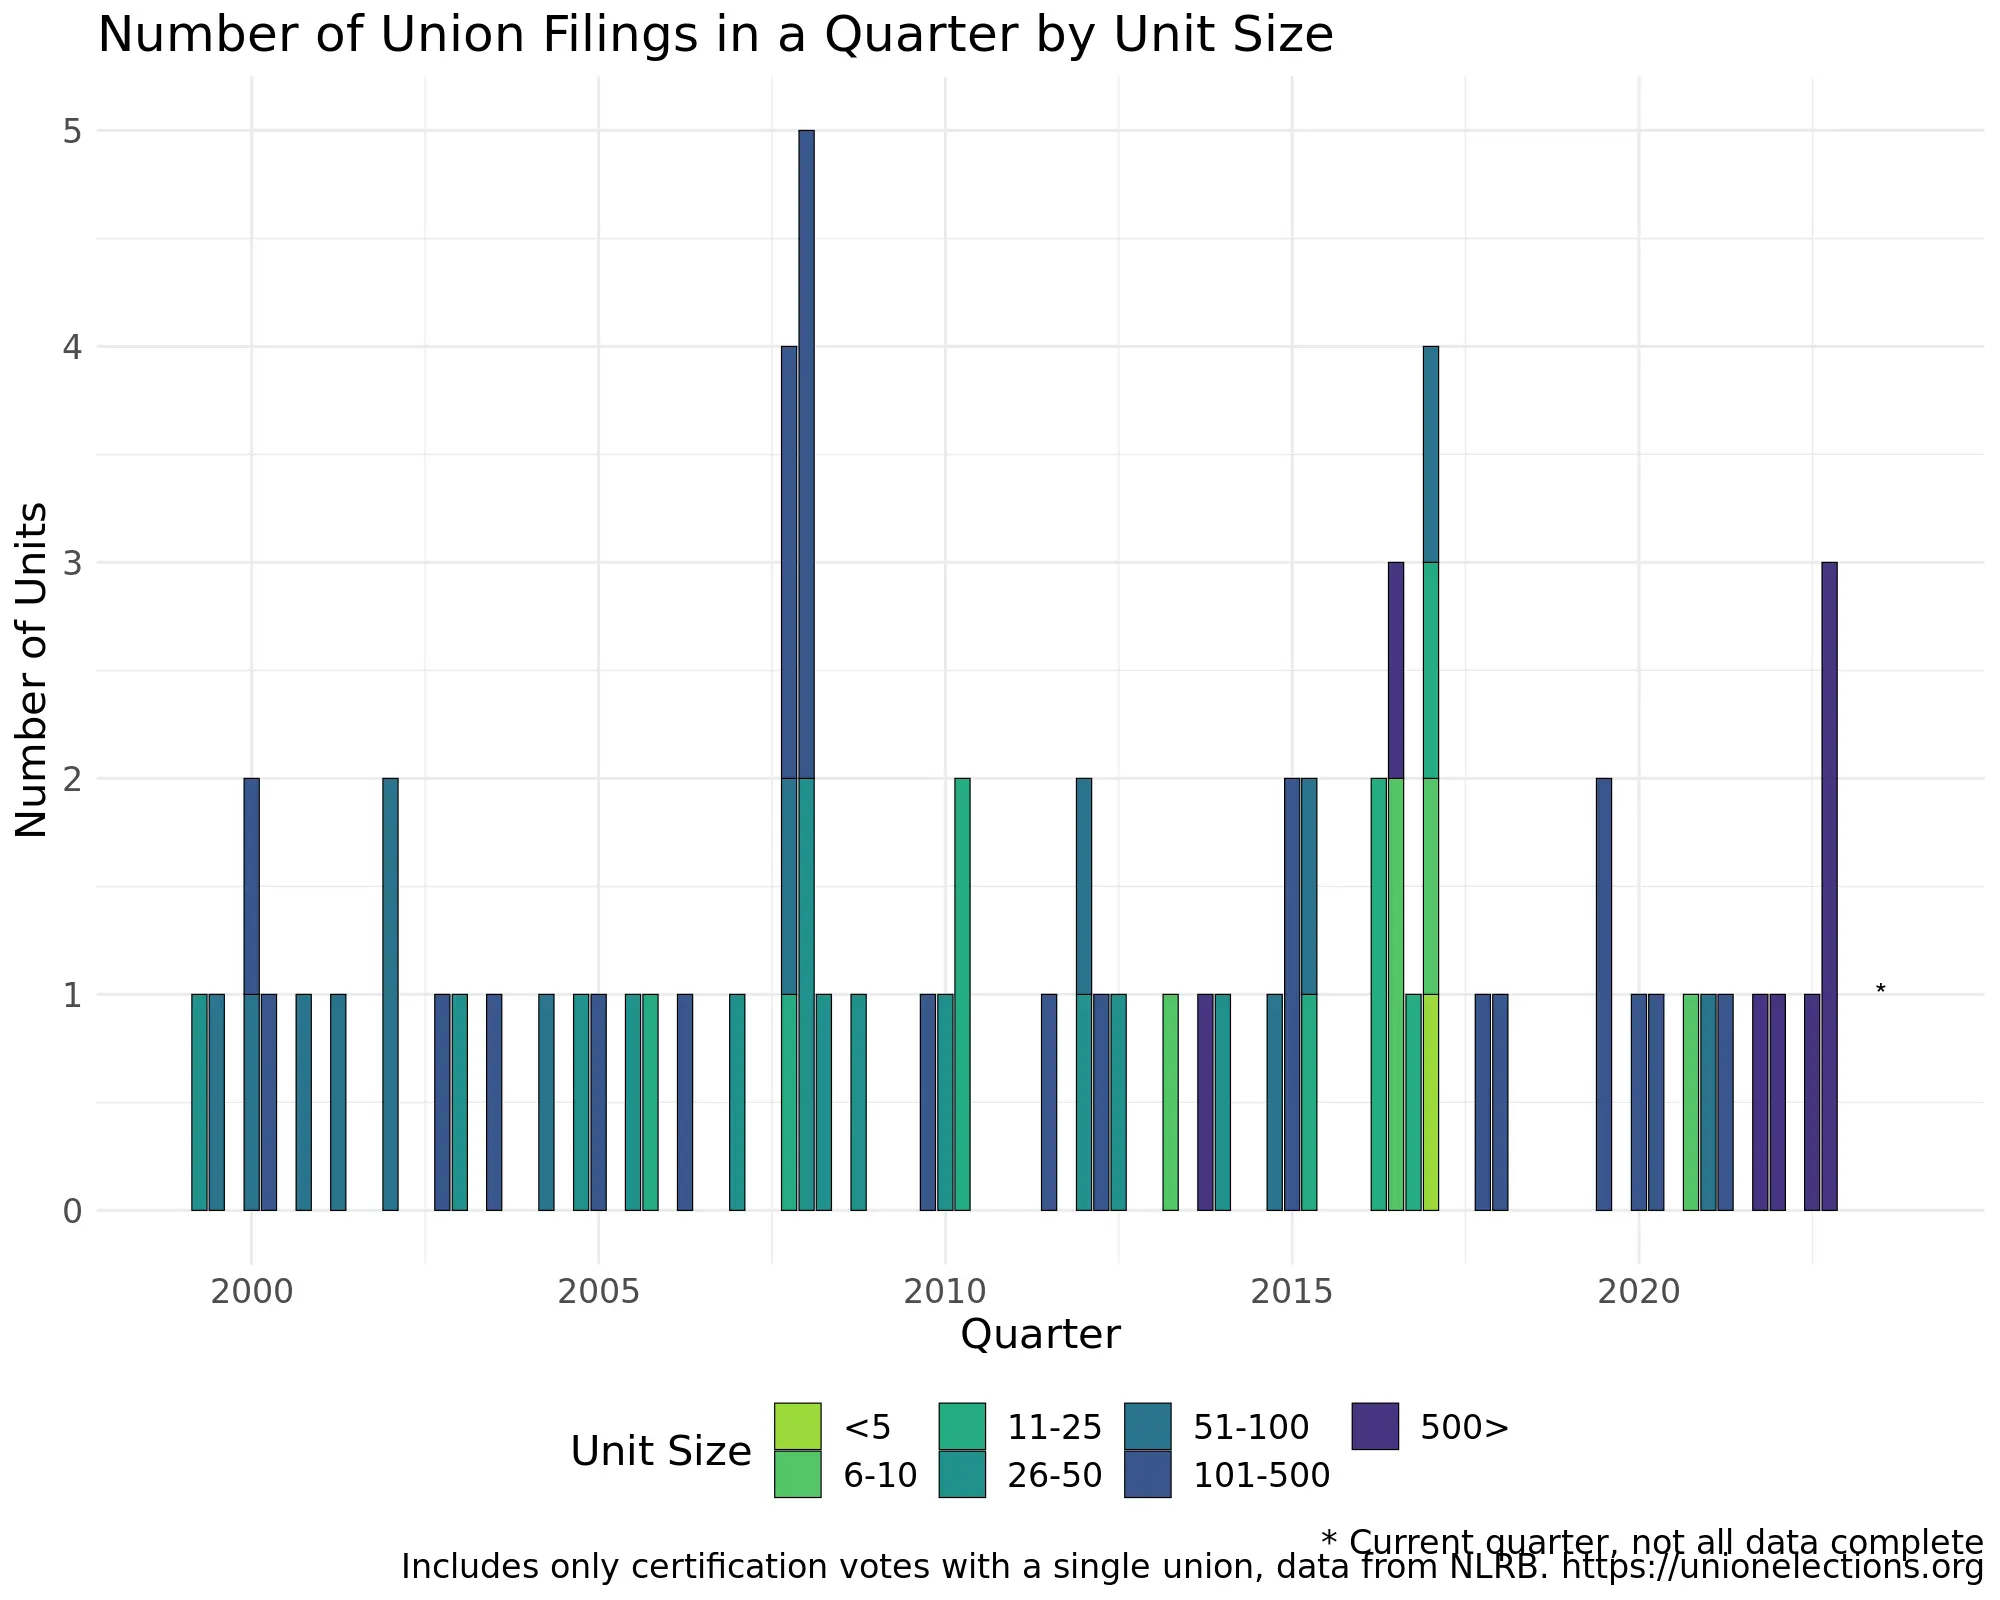 Number of Union Filings in a Quarter by Unit Size
5
4
3
2
1
0
Number of Units
*
2000 2005 2010 2015 2020
Quarter
Unit Size
<5 11-25 51-100 500>
6-10 26-50 101-500
* Current quarter, not all data complete
Includes only certification votes with a single union, data from NLRB. https://unionelections.org